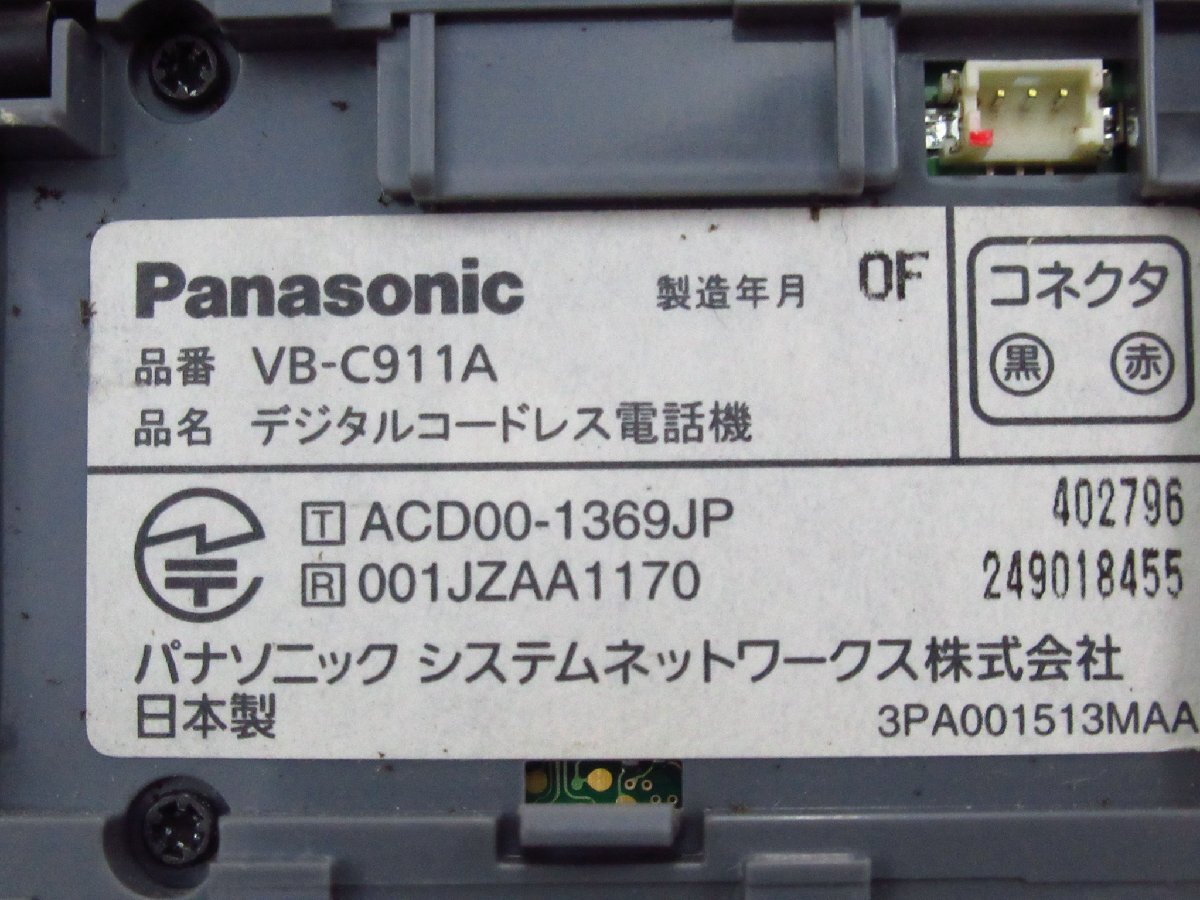 Panasonic 製造年月 0F
品番 VB-C911A
品名 デジタルコードレス電話機
コネクタ
黒 赤
T ACD00-1369JP
R 001JZAA1170
402796
249018455
パナソニック システムネットワークス株式会社
日本製 3PA001513MAA